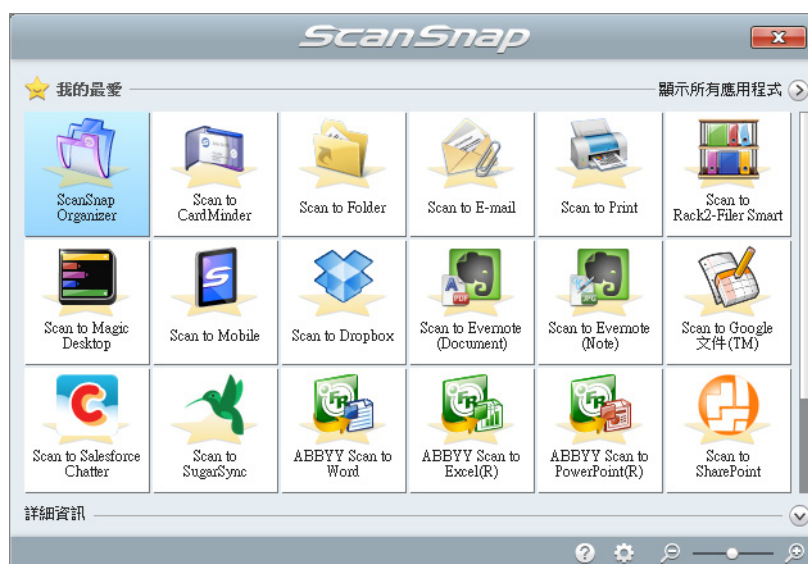 ScanSnap
我的最愛
顯示所有應用程式
ScanSnap
Organizer
Scan to
CardMinder
Scan to Folder
Scan to E-mail
Scan to Print
Scan to
Rack2-Filer Smart
Scan to Magic
Desktop
Scan to Mobile
Scan to Dropbox
Scan to Evernote
(Document)
Scan to Evernote
(Note)
Scan to Google
文件(TM)
Scan to Salesforce
Chatter
Scan to
SugarSync
ABBYY Scan to
Word
ABBYY Scan to
Excel(R)
ABBYY Scan to
PowerPoint(R)
Scan to
SharePoint
詳細資訊